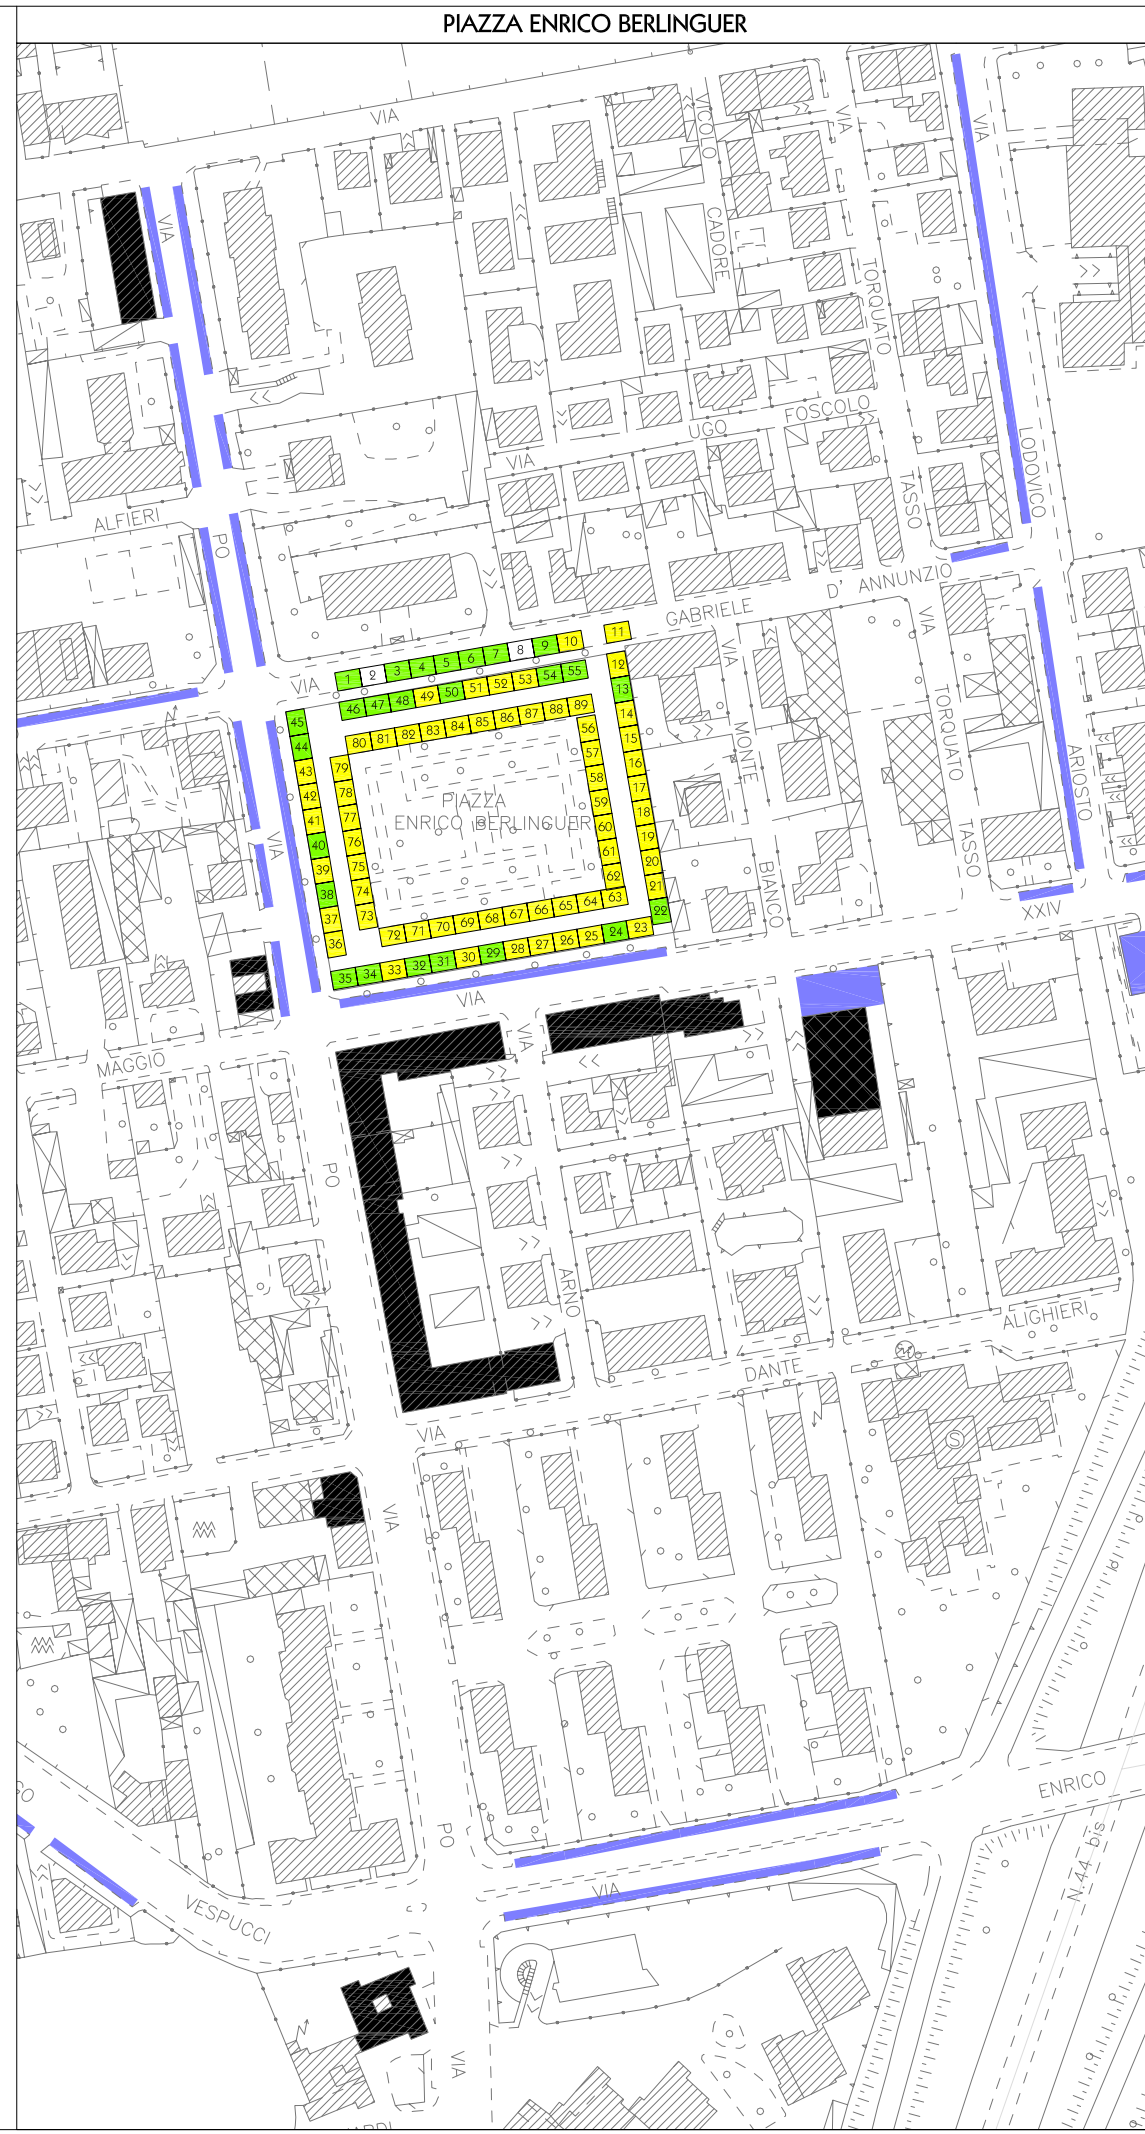 PIAZZA ENRICO BERLINGUER
VIA
VICOLO
CADORE
VIA
VIA
VIA
TORQUATO
TASSO
UGO
FOSCOLO
VIA
LODOVICO
ALFIERI
PO
D' ANNUNZIO
GABRIELE
VIA
VIA
VIA
1 2 3 4 5 6 7 8 9 10 11
46 47 48 49 50 51 52 53 54 55
12 13 14 15 16 17 18 19 20 21 22
80 81 82 83 84 85 86 87 88 89
56 57 58 59 60 61 62
45 44 43 42 41 40 39 38 37 36
79 78 77 76 75 74 73
PIAZZA
ENRICO BERLINGUER
72 71 70 69 68 67 66 65 64 63
35 34 33 32 31 30 29 28 27 26 25 24 23
MONTE
BANCO
TORQUATO
TASSO
ARIOSTO
VIA
XXIV
VIA
VIA
MAGGIO
PO
ARNO
ALIGHIERI
DANTE
VIA
S
VIA
ENRICO
PO
N.44 bis
VIA
VESPUCCI
VIA